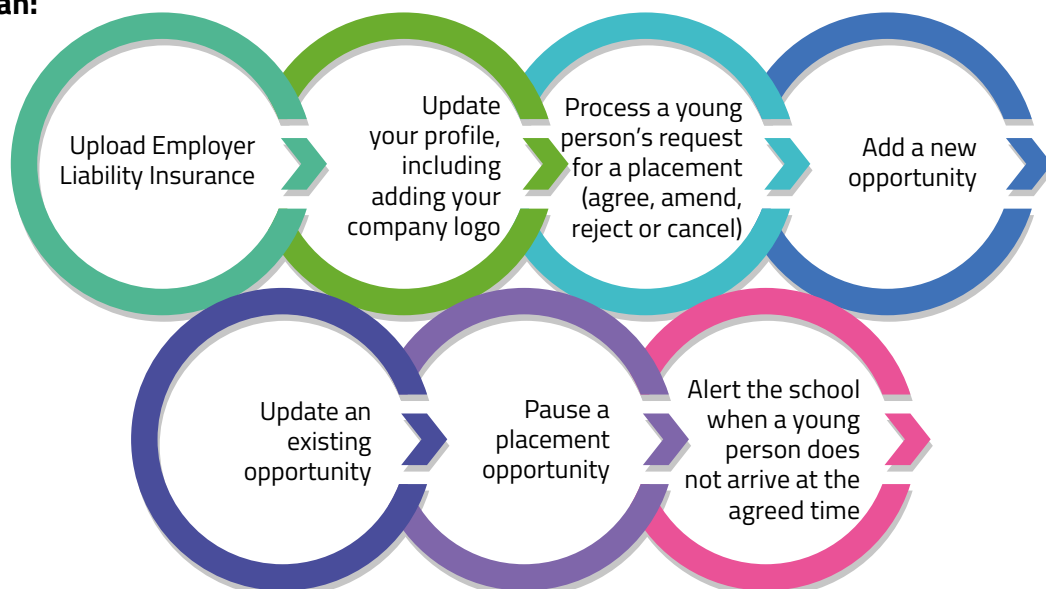 Upload Employer
Liability Insurance
Update
your profile,
including
adding your
company logo
Process a young
person's request
for a placement
(agree, amend,
reject or cancel)
Add a new
opportunity
Update an
existing
opportunity
Pause a
placement
opportunity
Alert the school
when a young
person does
not arrive at the
agreed time